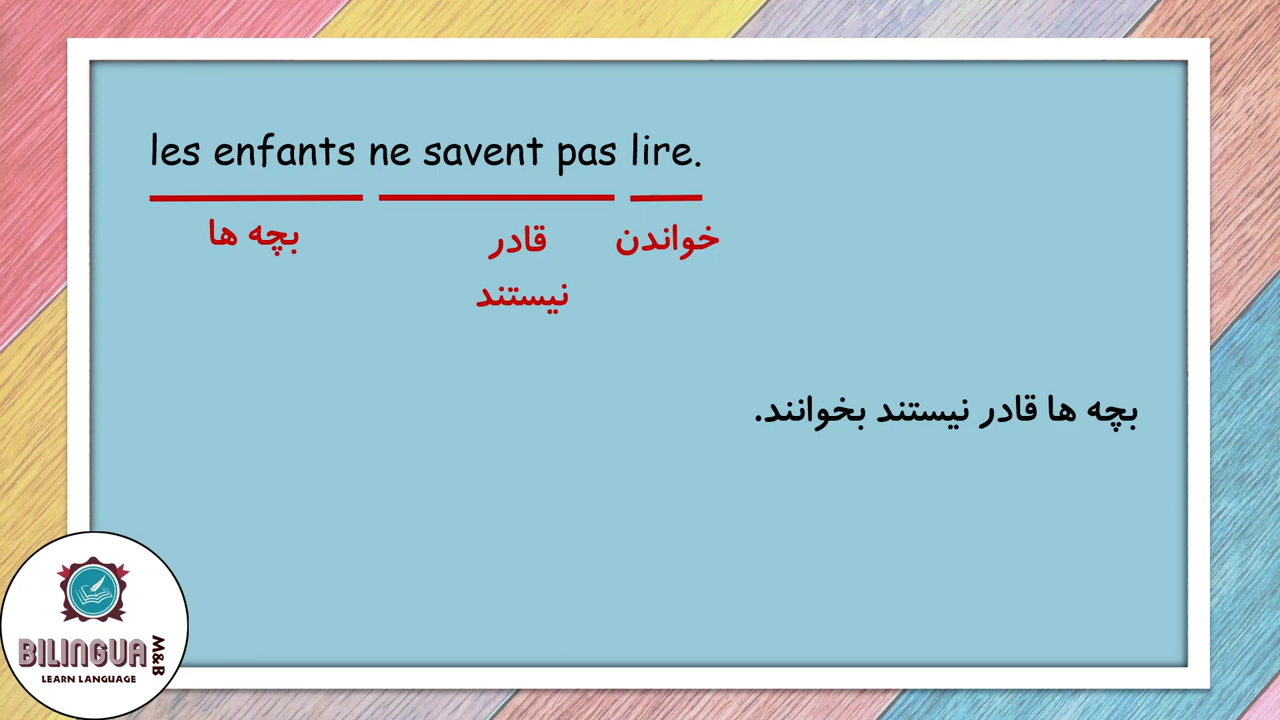 les enfants ne savent pas lire.
بچه ها
قادر
نیستند
خواندن
بچه ها قادر نیستند بخوانند.
BILINGUA
M&B
LEARN LANGUAGE